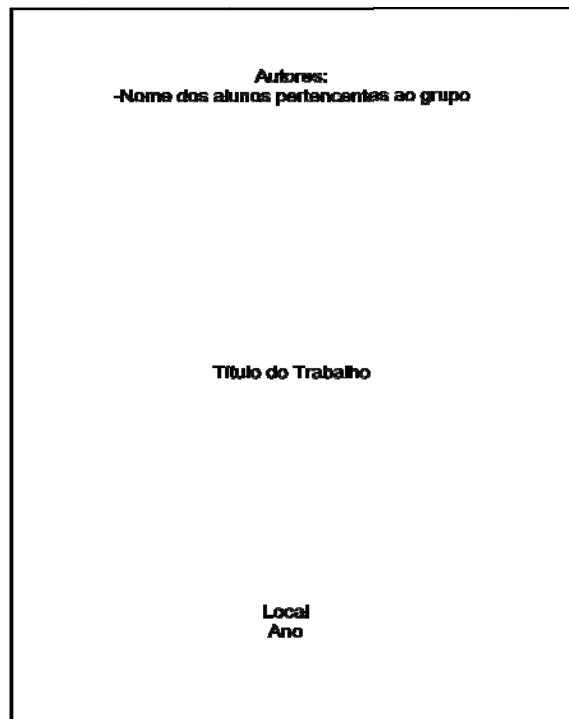 Autores:
-Nome dos alunos pertencentes ao grupo
Título do Trabalho
Local
Ano